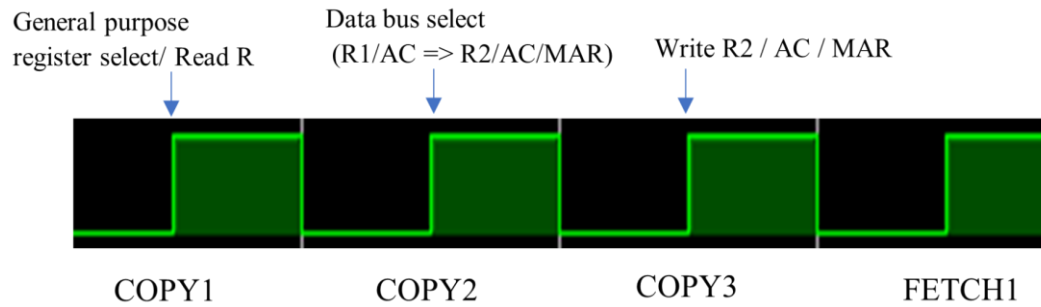 General purpose
register select/ Read R
Data bus select
(R1/AC => R2/AC/MAR)
Write R2 / AC / MAR
COPY1
COPY2
COPY3
FETCH1